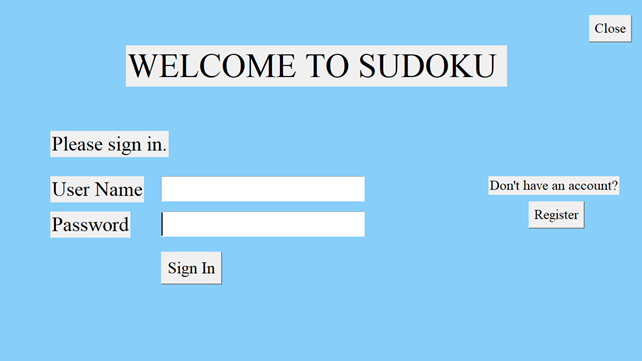 Close
WELCOME TO SUDOKU
Please sign in.
User Name
Don't have an account?
Password
Register
Sign In